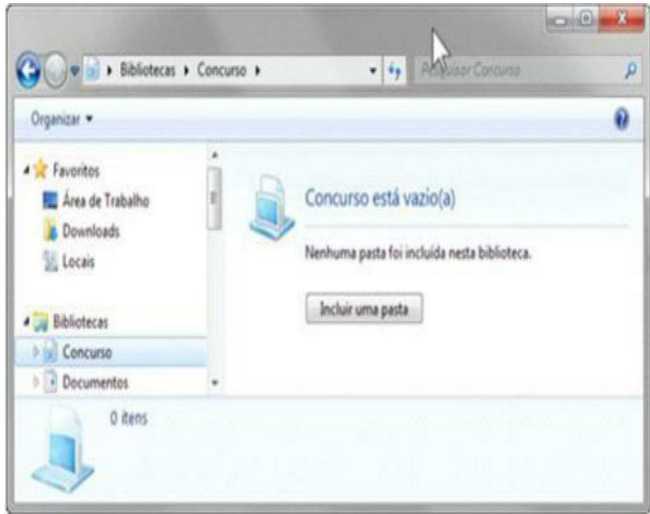 Bibliotecas Concurso
Pesquisar Concurso
Organizar
Favoritos
Área de Trabalho
Downloads
Locais
Bibliotecas
Concurso
Documentos
Concurso está vazio(a)
Nenhuma pasta foi incluída nesta biblioteca.
Incluir uma pasta
0 itens